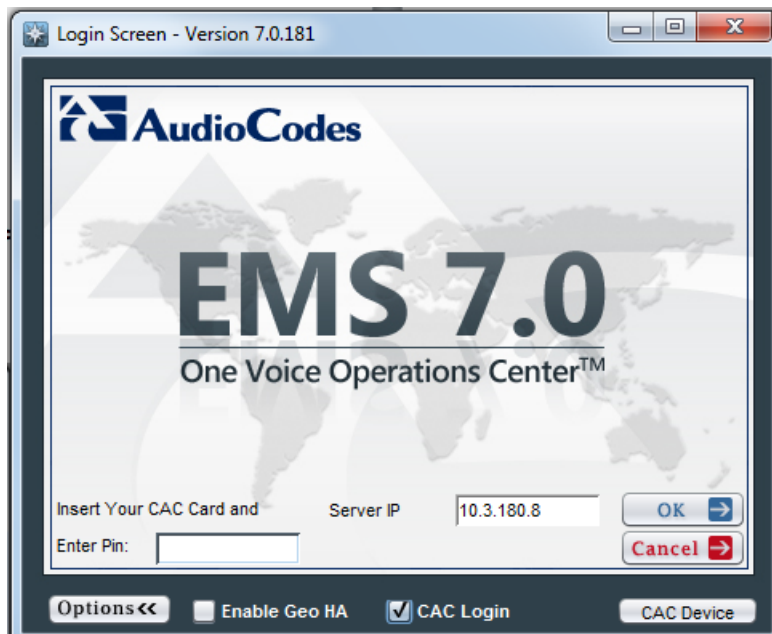 Login Screen - Version 7.0.181
AudioCodes
EMS 7.0
One Voice Operations Center™
Insert Your CAC Card and Server IP 10.3.180.8 OK
Enter Pin: Cancel
Options<< Enable Geo HA CAC Login CAC Device